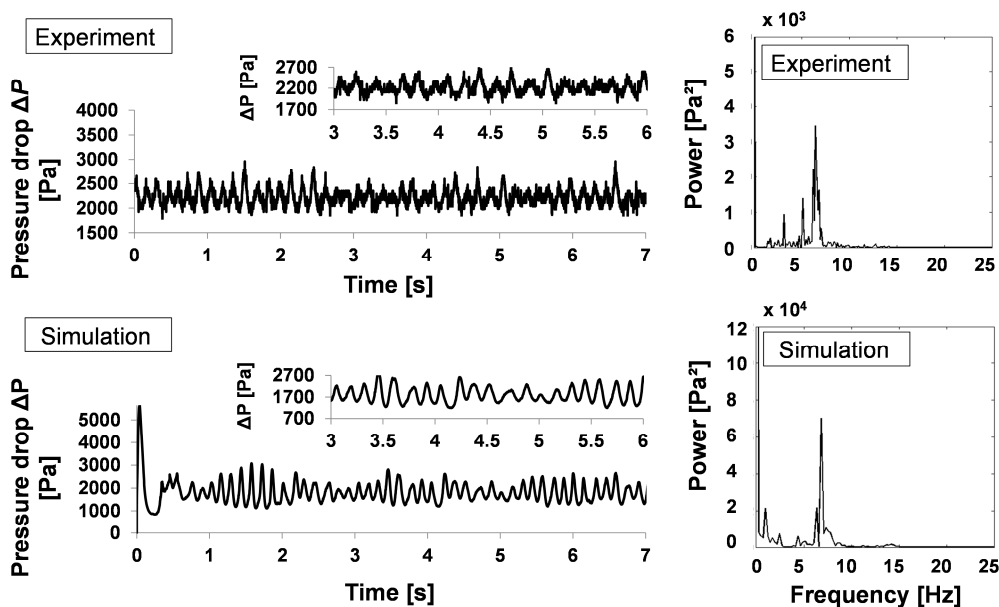 Experiment
Pressure drop ΔP
[Pa]
4000
3500
3000
2500
2000
1500
0 1 2 3 4 5 6 7
Time [s]
ΔP [Pa]
2700
2200
1700
3 3.5 4 4.5 5 5.5 6
x 10³
Experiment
Power [Pa²]
6
5
4
3
2
1
0
0 5 10 15 20 25
Simulation
Pressure drop ΔP
[Pa]
5000
4000
3000
2000
1000
0
0 1 2 3 4 5 6 7
Time [s]
ΔP [Pa]
2700
1700
700
3 3.5 4 4.5 5 5.5 6
x 10⁴
Simulation
Power [Pa²]
12
10
8
6
4
2
0
0 5 10 15 20 25
Frequency [Hz]